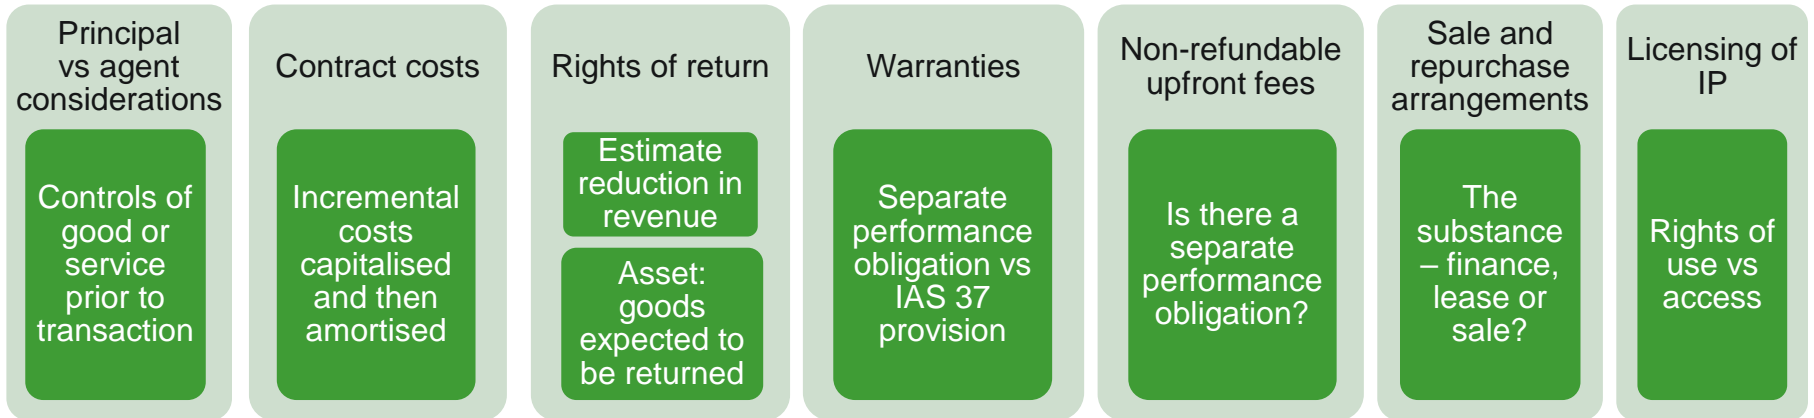 Principal
vs agent
considerations
Controls of
good or
service
prior to
transaction
Contract costs
Incremental
costs
capitalised
and then
amortised
Rights of return
Estimate
reduction in
revenue
Asset:
goods
expected to
be returned
Warranties
Separate
performance
obligation vs
IAS 37
provision
Non-refundable
upfront fees
Is there a
separate
performance
obligation?
Sale and
repurchase
arrangements
The
substance
– finance,
lease or
sale?
Licensing of
IP
Rights of
use vs
access